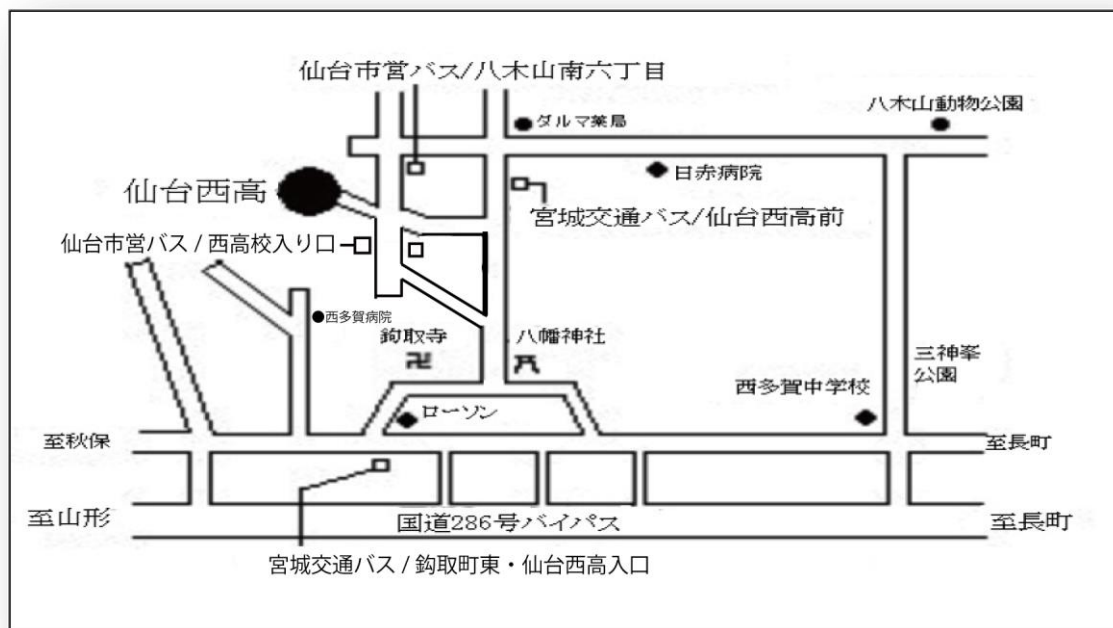 仙台市営バス/八木山南六丁目
八木山動物公園
ダルマ薬局
日赤病院
仙台西高
宮城交通バス/仙台西高前
仙台市営バス / 西高校入り口
西多賀病院
鈎取寺
卍
八幡神社
三神峯
公園
西多賀中学校
ローソン
至秋保
至長町
至山形
国道286号バイパス
至長町
宮城交通バス / 鈎取町東・仙台西高入口